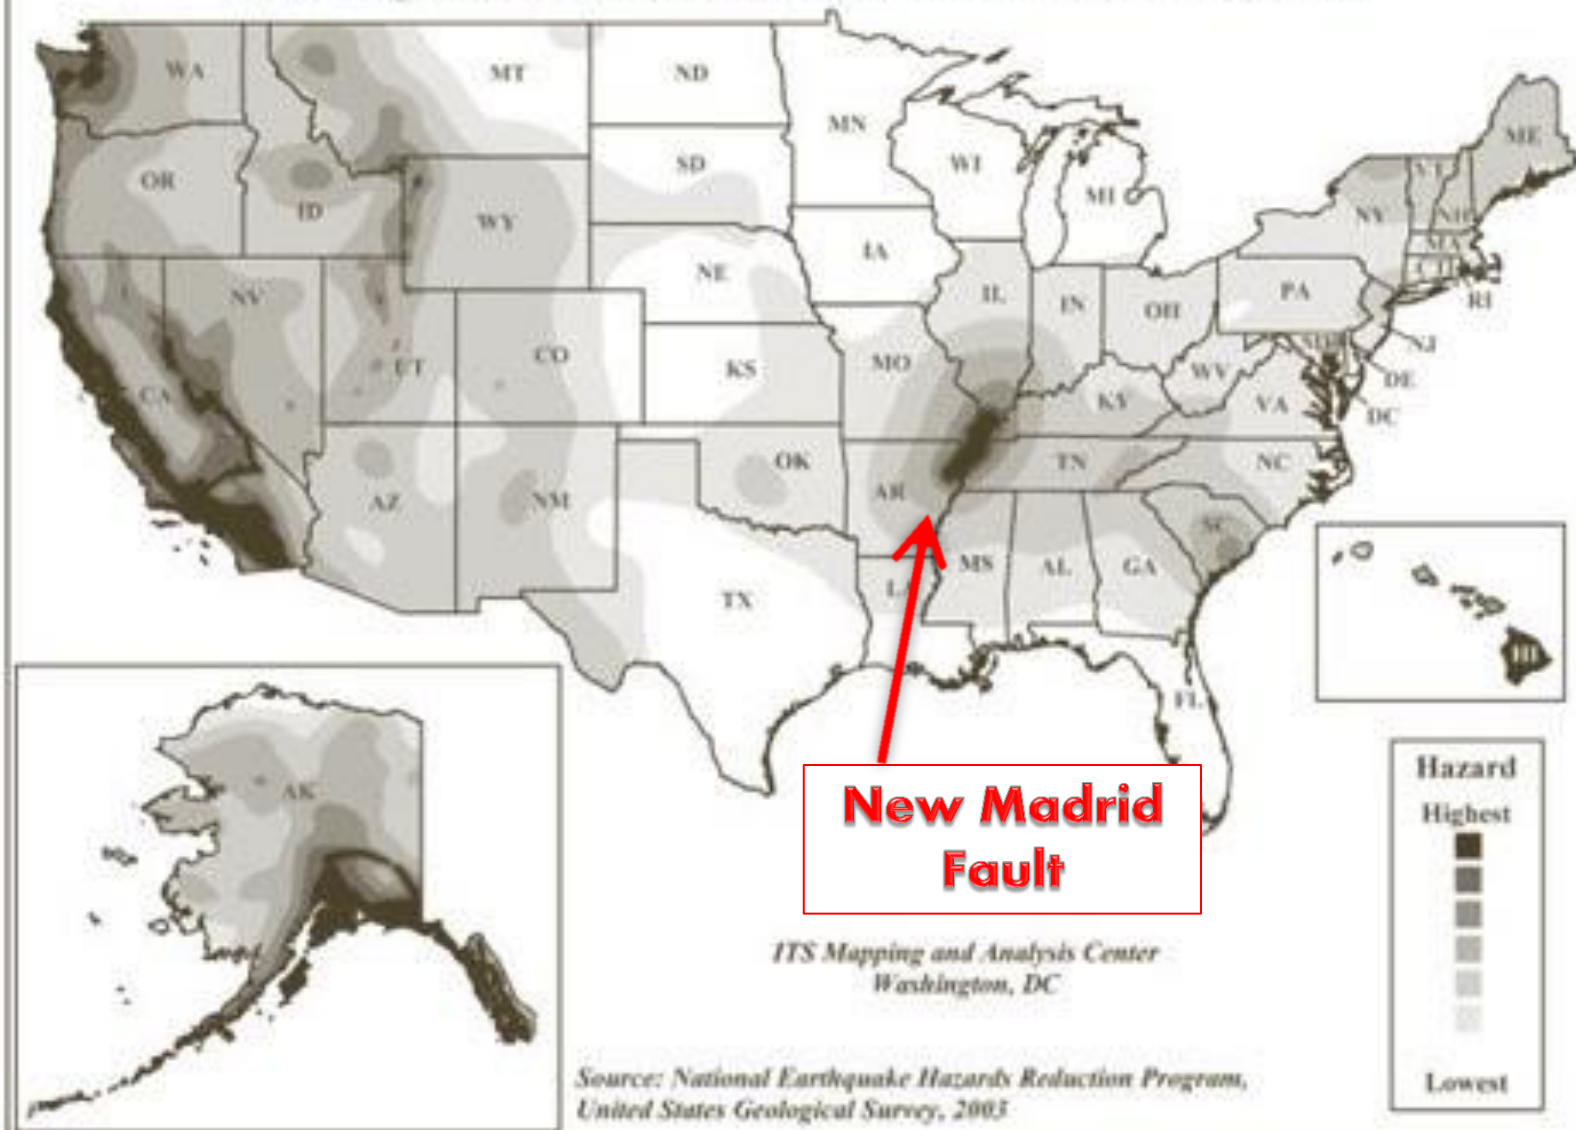 WA
MT
ND
MN
ME
OR
ID
WY
SD
WI
MI
VT
NH
NY
MA
CT
RI
NV
NE
IA
IL
IN
OH
PA
NJ
UT
CO
KS
MO
KY
WV
VA
MD
DE
DC
CA
AZ
NM
OK
AR
TN
NC
SC
TX
LA
MS
AL
GA
FL
HI
AK
New Madrid
Fault
Hazard
Highest
Lowest
ITS Mapping and Analysis Center
Washington, DC
Source: National Earthquake Hazards Reduction Program,
United States Geological Survey, 2003